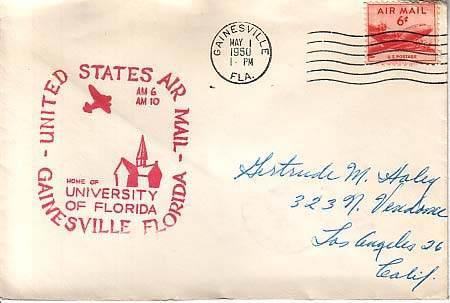 GAINESVILLE
MAY 1
1950
1 - PM
FLA.
AIR MAIL
6¢
U.S. POSTAGE
UNITED STATES AIR MAIL -
AM 6
AM 10
HOME OF
UNIVERSITY
OF FLORIDA
- GAINESVILLE FLORIDA
Gertrude M. Haley
323 N. Vendome
Los Angeles 26
Calif.